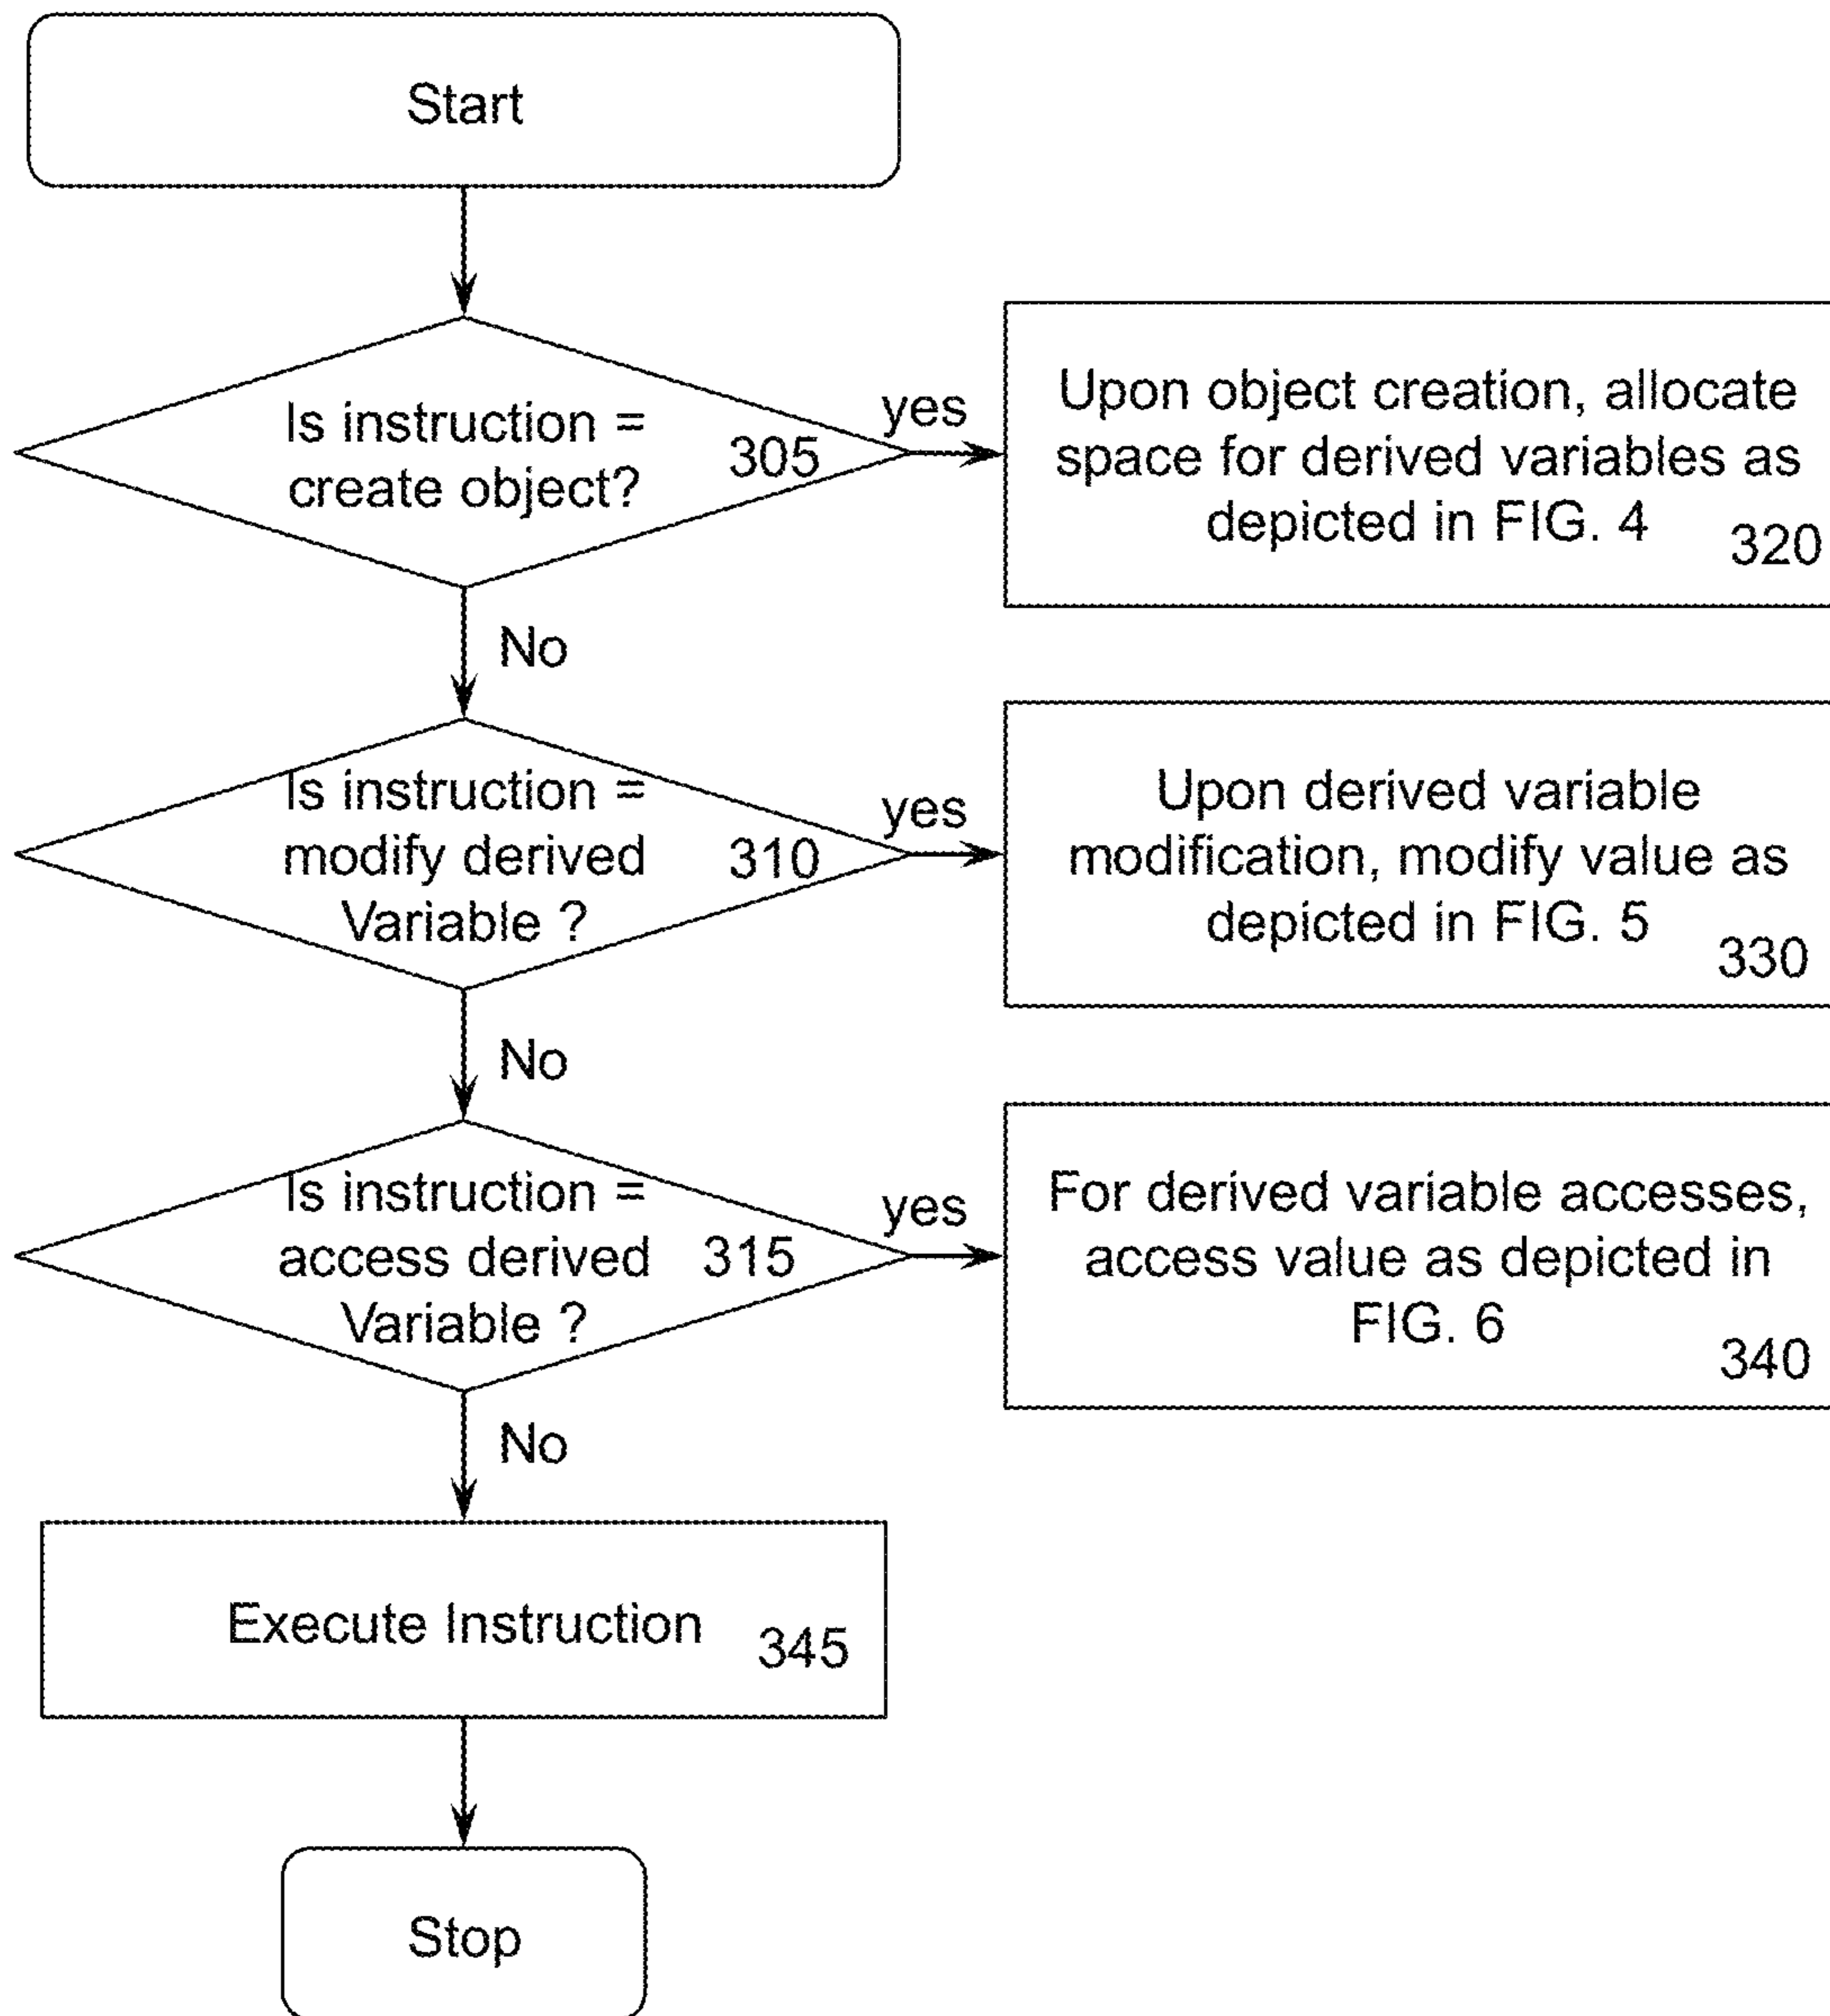 Start
Is instruction =
create object?
305
yes
Upon object creation, allocate
space for derived variables as
depicted in FIG. 4
320
No
Is instruction =
modify derived
Variable ?
310
yes
Upon derived variable
modification, modify value as
depicted in FIG. 5
330
No
Is instruction =
access derived
Variable ?
315
yes
For derived variable accesses,
access value as depicted in
FIG. 6
340
No
Execute Instruction
345
Stop